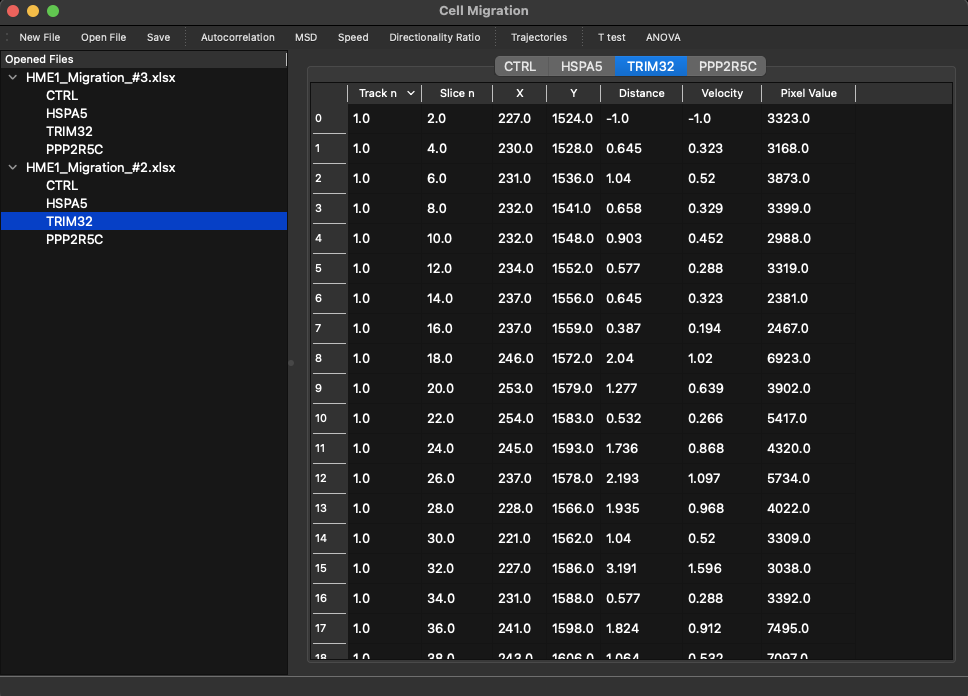 Cell Migration
New File Open File Save Autocorrelation MSD Speed Directionality Ratio Trajectories T test ANOVA
Opened Files
HME1_Migration_#3.xlsx
CTRL
HSPA5
TRIM32
PPP2R5C
HME1_Migration_#2.xlsx
CTRL
HSPA5
TRIM32
PPP2R5C
CTRL HSPA5 TRIM32 PPP2R5C
Track n Slice n X Y Distance Velocity Pixel Value
0 1.0 2.0 227.0 1524.0 -1.0 -1.0 3323.0
1 1.0 4.0 230.0 1528.0 0.645 0.323 3168.0
2 1.0 6.0 231.0 1536.0 1.04 0.52 3873.0
3 1.0 8.0 232.0 1541.0 0.658 0.329 3399.0
4 1.0 10.0 232.0 1548.0 0.903 0.452 2988.0
5 1.0 12.0 234.0 1552.0 0.577 0.288 3319.0
6 1.0 14.0 237.0 1556.0 0.645 0.323 2381.0
7 1.0 16.0 237.0 1559.0 0.387 0.194 2467.0
8 1.0 18.0 246.0 1572.0 2.04 1.02 6923.0
9 1.0 20.0 253.0 1579.0 1.277 0.639 3902.0
10 1.0 22.0 254.0 1583.0 0.532 0.266 5417.0
11 1.0 24.0 245.0 1593.0 1.736 0.868 4320.0
12 1.0 26.0 237.0 1578.0 2.193 1.097 5734.0
13 1.0 28.0 228.0 1566.0 1.935 0.968 4022.0
14 1.0 30.0 221.0 1562.0 1.04 0.52 3309.0
15 1.0 32.0 227.0 1586.0 3.191 1.596 3038.0
16 1.0 34.0 231.0 1588.0 0.577 0.288 3392.0
17 1.0 36.0 241.0 1598.0 1.824 0.912 7495.0
18 1.0 38.0 243.0 1606.0 1.064 0.532 7097.0